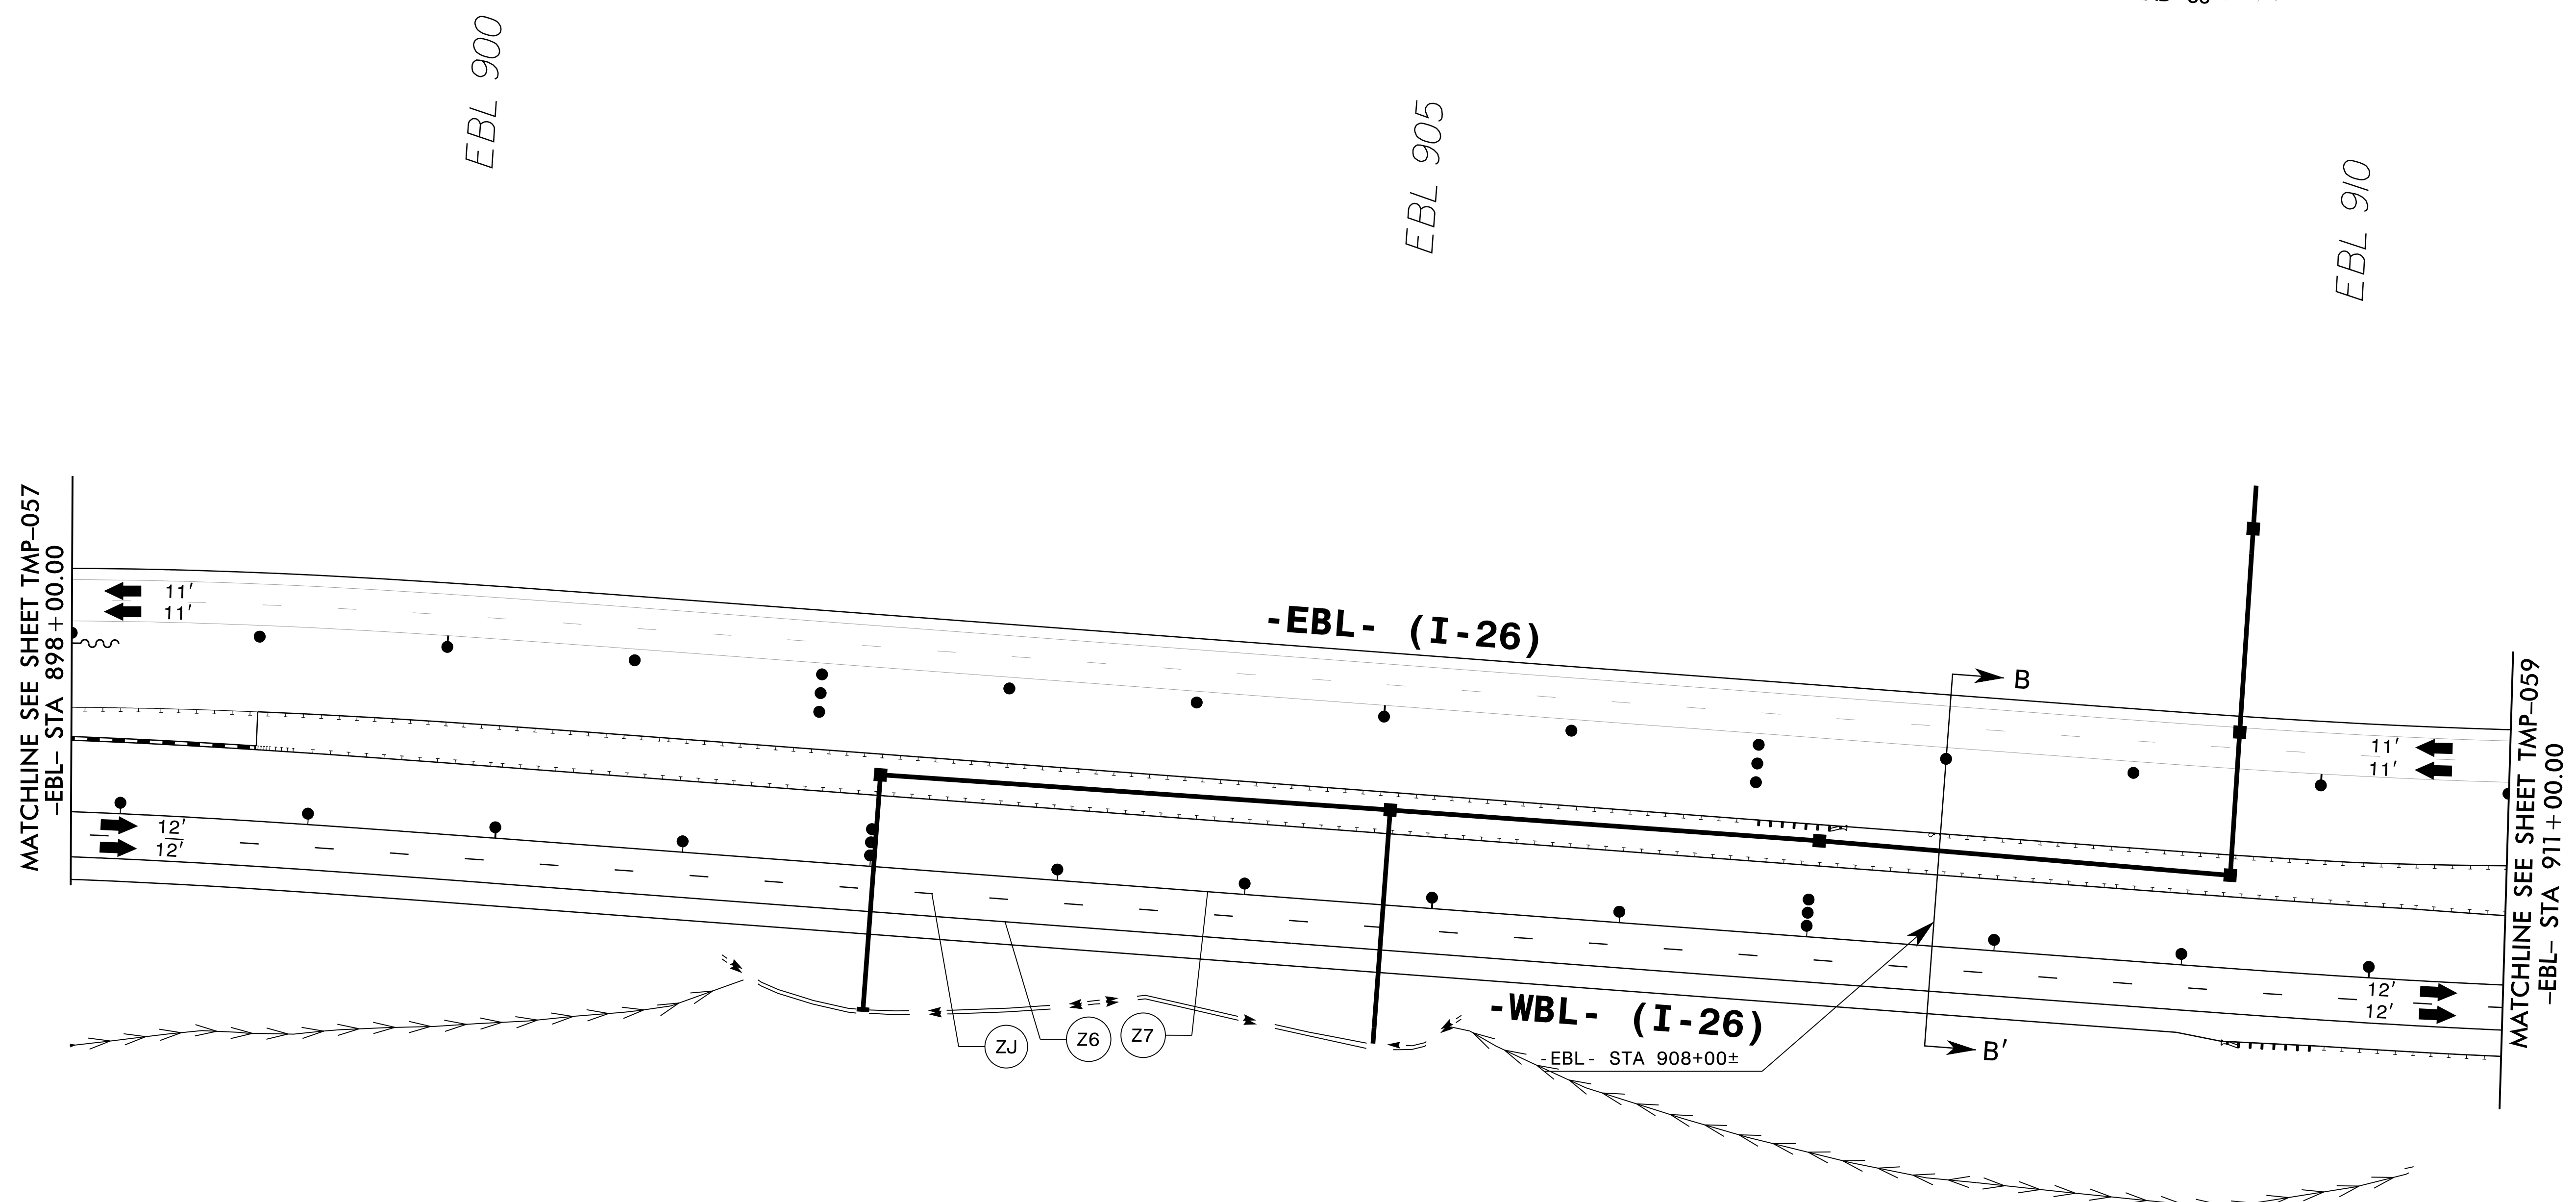 EBL 900
EBL 905
EBL 910
MATCHLINE SEE SHEET TMP-057
-EBL- STA 898+00.00
11'
11'
12'
12'
-EBL- (I-26)
B
11'
11'
12'
12'
-WBL- (I-26)
-EBL- STA 908+00±
B'
ZJ
Z6
Z7
MATCHLINE SEE SHEET TMP-059
-EBL- STA 911+00.00